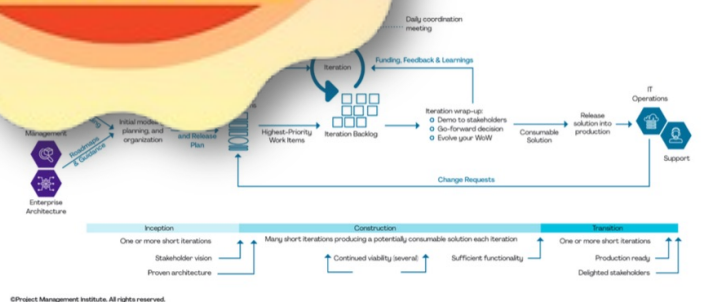 Daily coordination
meeting
Iteration
Funding, Feedback & Learnings
IT
Operations
Iteration wrap-up:
o Demo to stakeholders
o Go-forward decision
o Evolve your WoW
Release
solution into
production
Consumable
Solution
Support
Initial
planning, and
organization
and Release
Plan
Highest-Priority
Work Items
Iteration Backlog
Management
Roadmaps
& Guidance
Enterprise
Architecture
Change Requests
Inception
Construction
Transition
One or more short iterations
Many short iterations producing a potentially consumable solution each iteration
One or more short iterations
Stakeholder vision
Continued viability (several)
Sufficient functionality
Production ready
Proven architecture
Delighted stakeholders
©Project Management Institute. All rights reserved.